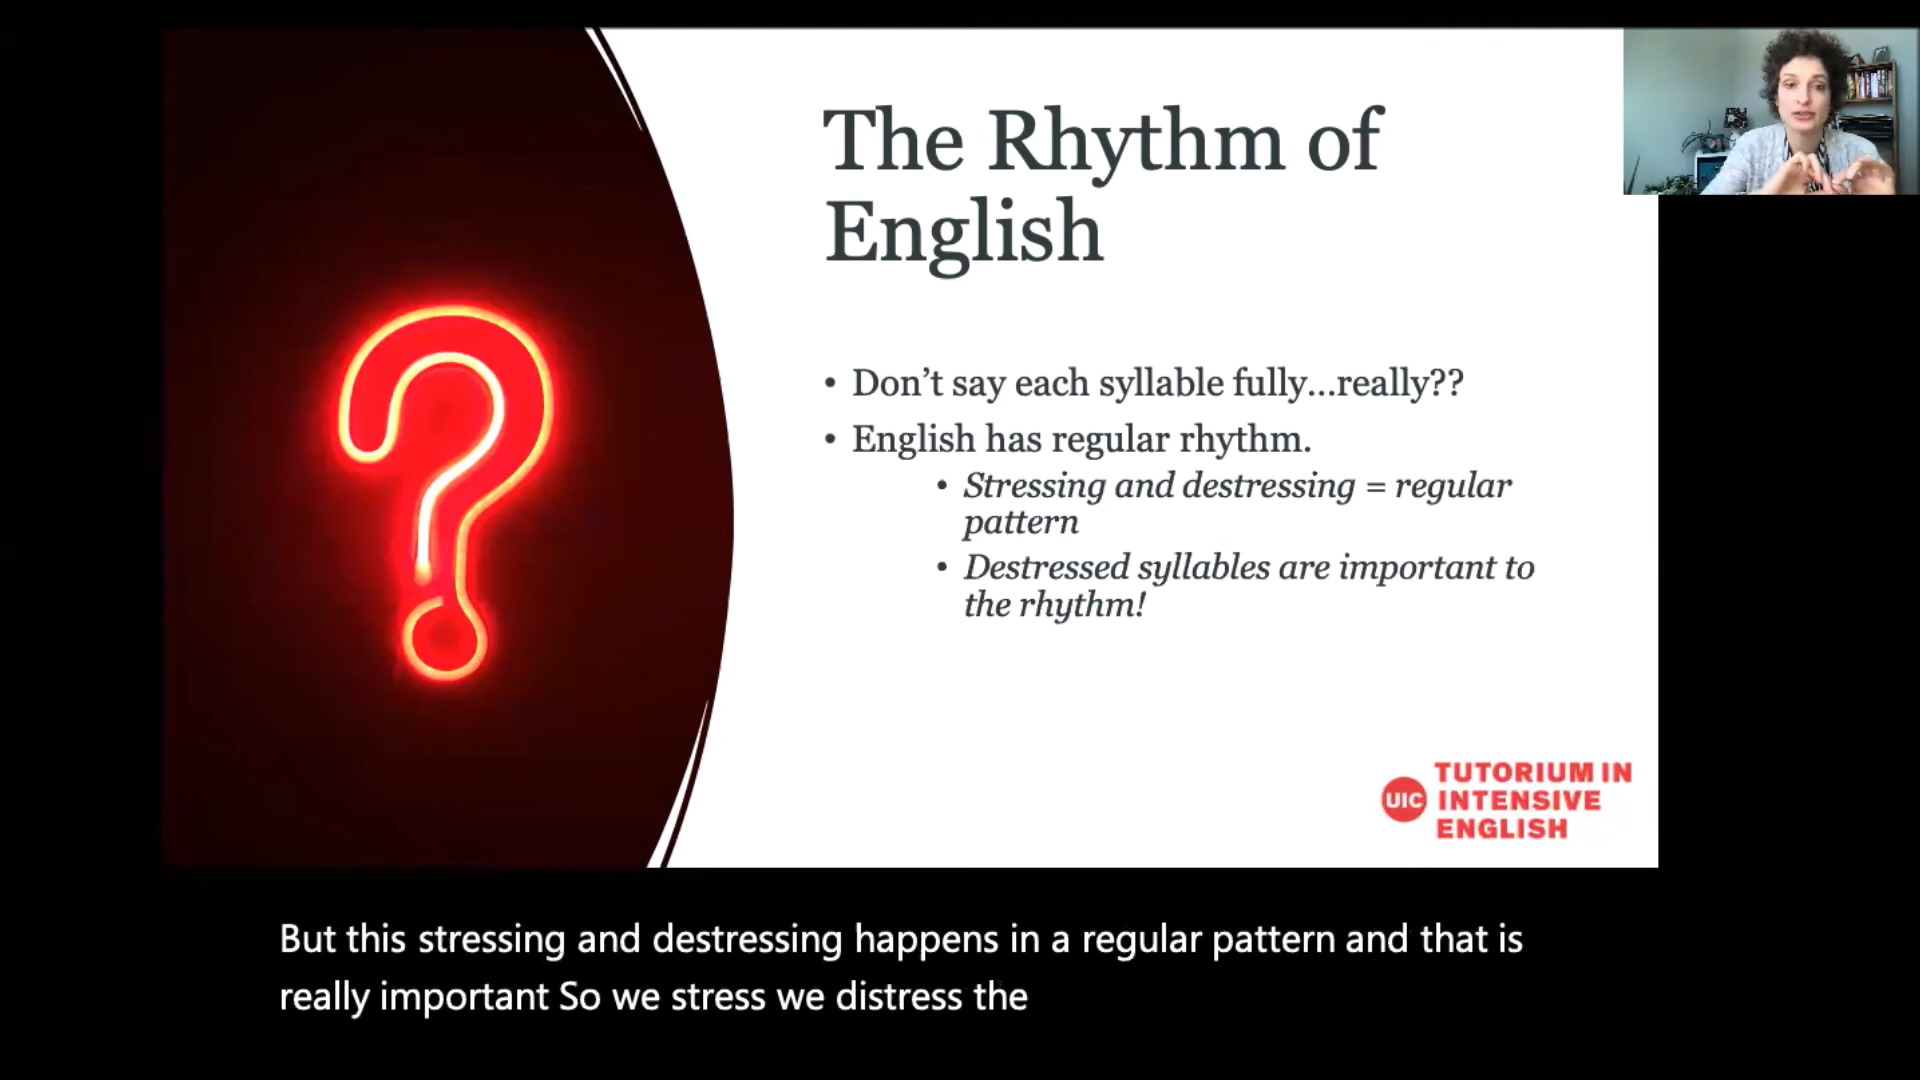 The Rhythm of
English
• Don't say each syllable fully...really??
• English has regular rhythm.
• Stressing and destressing = regular
pattern
• Destressed syllables are important to
the rhythm!
UIC
TUTORIUM IN
INTENSIVE
ENGLISH
But this stressing and destressing happens in a regular pattern and that is
really important So we stress we distress the